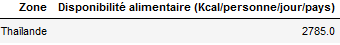 Zone Disponibilité alimentaire (Kcal/personne/jour/pays)
Thaïlande 2785.0